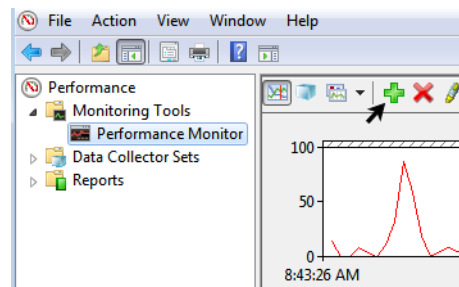 File Action View Window Help
Performance
Monitoring Tools
Performance Monitor
Data Collector Sets
Reports
100
50
0
8:43:26 AM